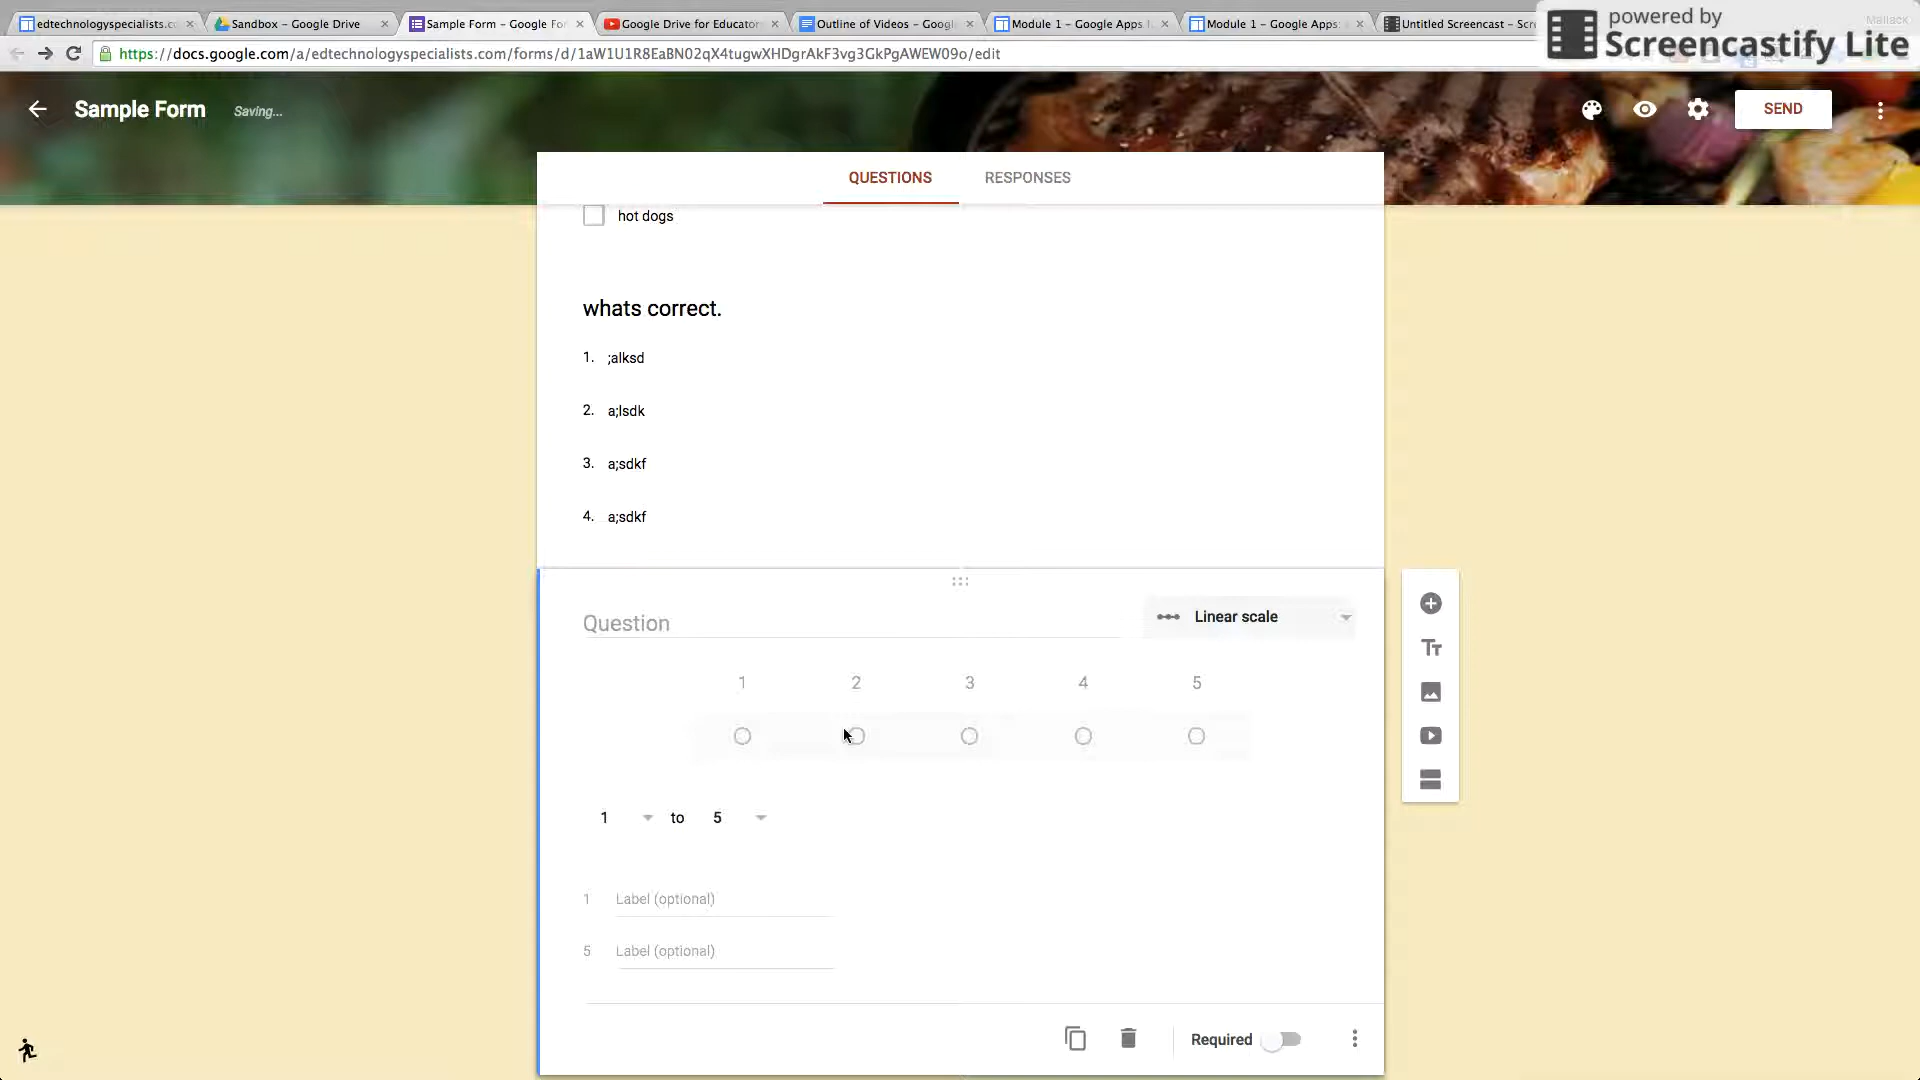 edtechnologyspecialists.c
Sandbox – Google Drive
Sample Form – Google Fo
Google Drive for Educator
Outline of Videos – Googl
Module 1 – Google Apps
Module 1 – Google Apps:
Untitled Screencast – Scr
Mallack
powered by
Screencastify Lite
https://docs.google.com/a/edtechnologyspecialists.com/forms/d/1aW1U1R8EaBN02qX4tugwXHDgrAkF3vg3GkPgAWEW09o/edit
Sample Form
Saving...
SEND
QUESTIONS
RESPONSES
hot dogs
whats correct.
1. ;alksd
2. a;lsdk
3. a;sdkf
4. a;sdkf
Question
Linear scale
1 2 3 4 5
1 to 5
1 Label (optional)
5 Label (optional)
Required